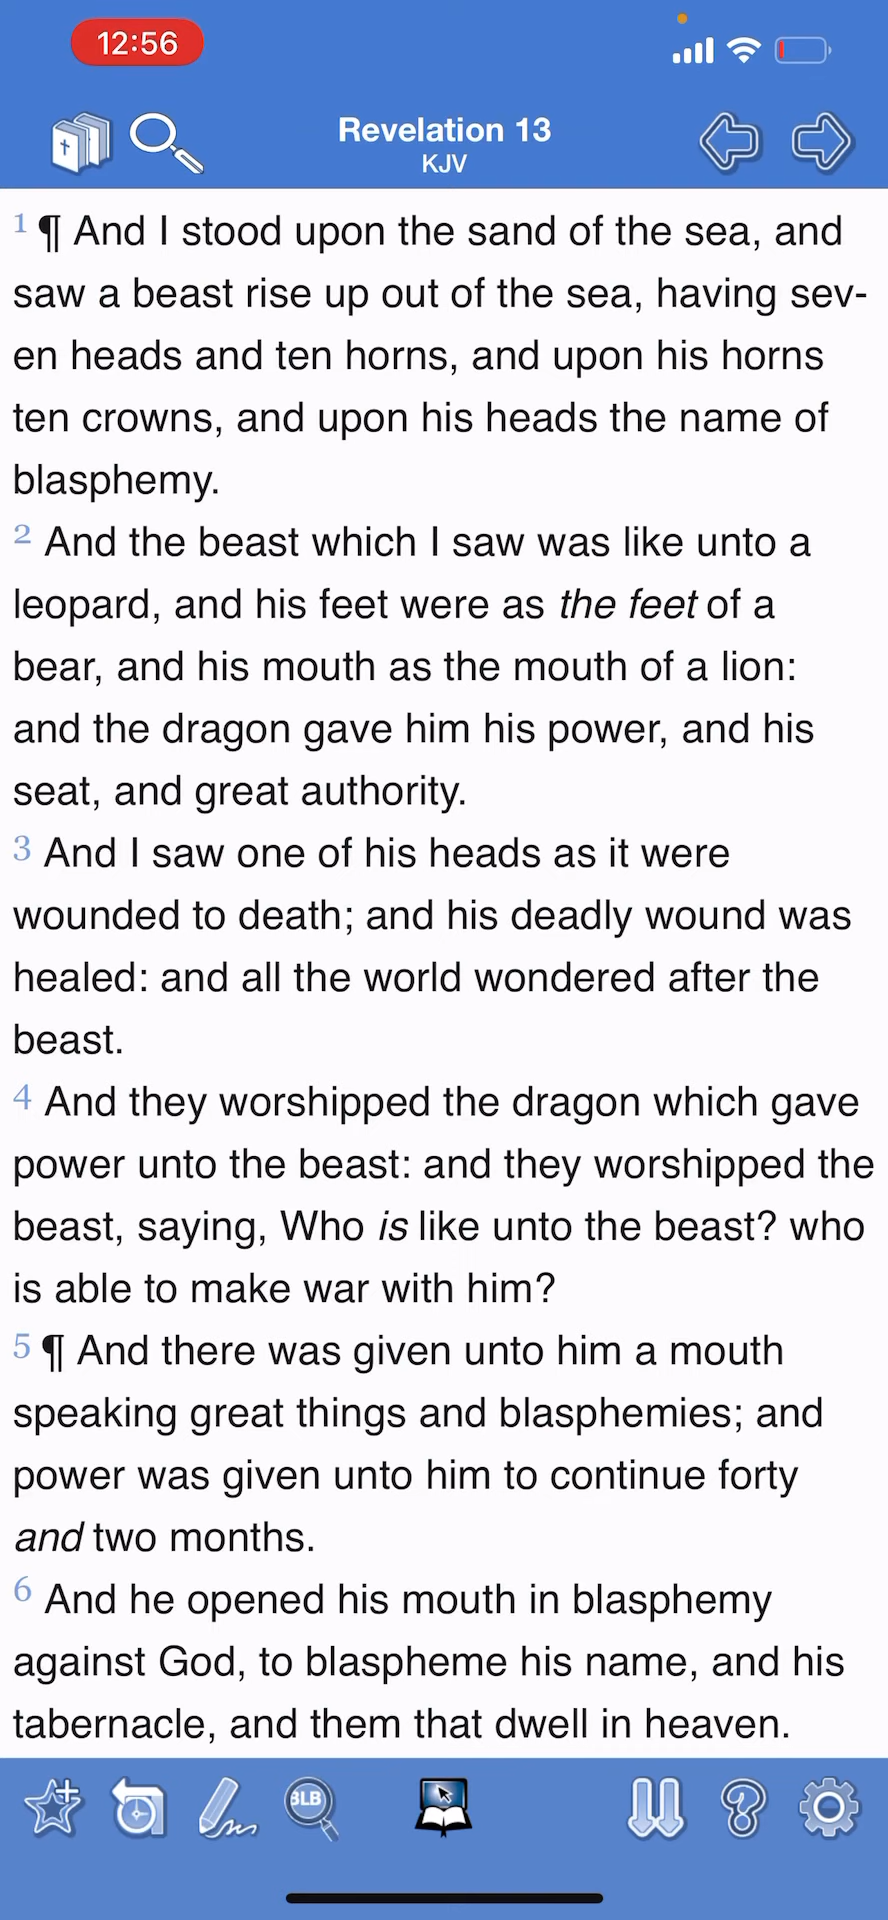 12:56
Revelation 13
KJV
1 ¶ And I stood upon the sand of the sea, and
saw a beast rise up out of the sea, having sev-
en heads and ten horns, and upon his horns
ten crowns, and upon his heads the name of
blasphemy.
2 And the beast which I saw was like unto a
leopard, and his feet were as the feet of a
bear, and his mouth as the mouth of a lion:
and the dragon gave him his power, and his
seat, and great authority.
3 And I saw one of his heads as it were
wounded to death; and his deadly wound was
healed: and all the world wondered after the
beast.
4 And they worshipped the dragon which gave
power unto the beast: and they worshipped the
beast, saying, Who is like unto the beast? who
is able to make war with him?
5 ¶ And there was given unto him a mouth
speaking great things and blasphemies; and
power was given unto him to continue forty
and two months.
6 And he opened his mouth in blasphemy
against God, to blaspheme his name, and his
tabernacle, and them that dwell in heaven.
BLB